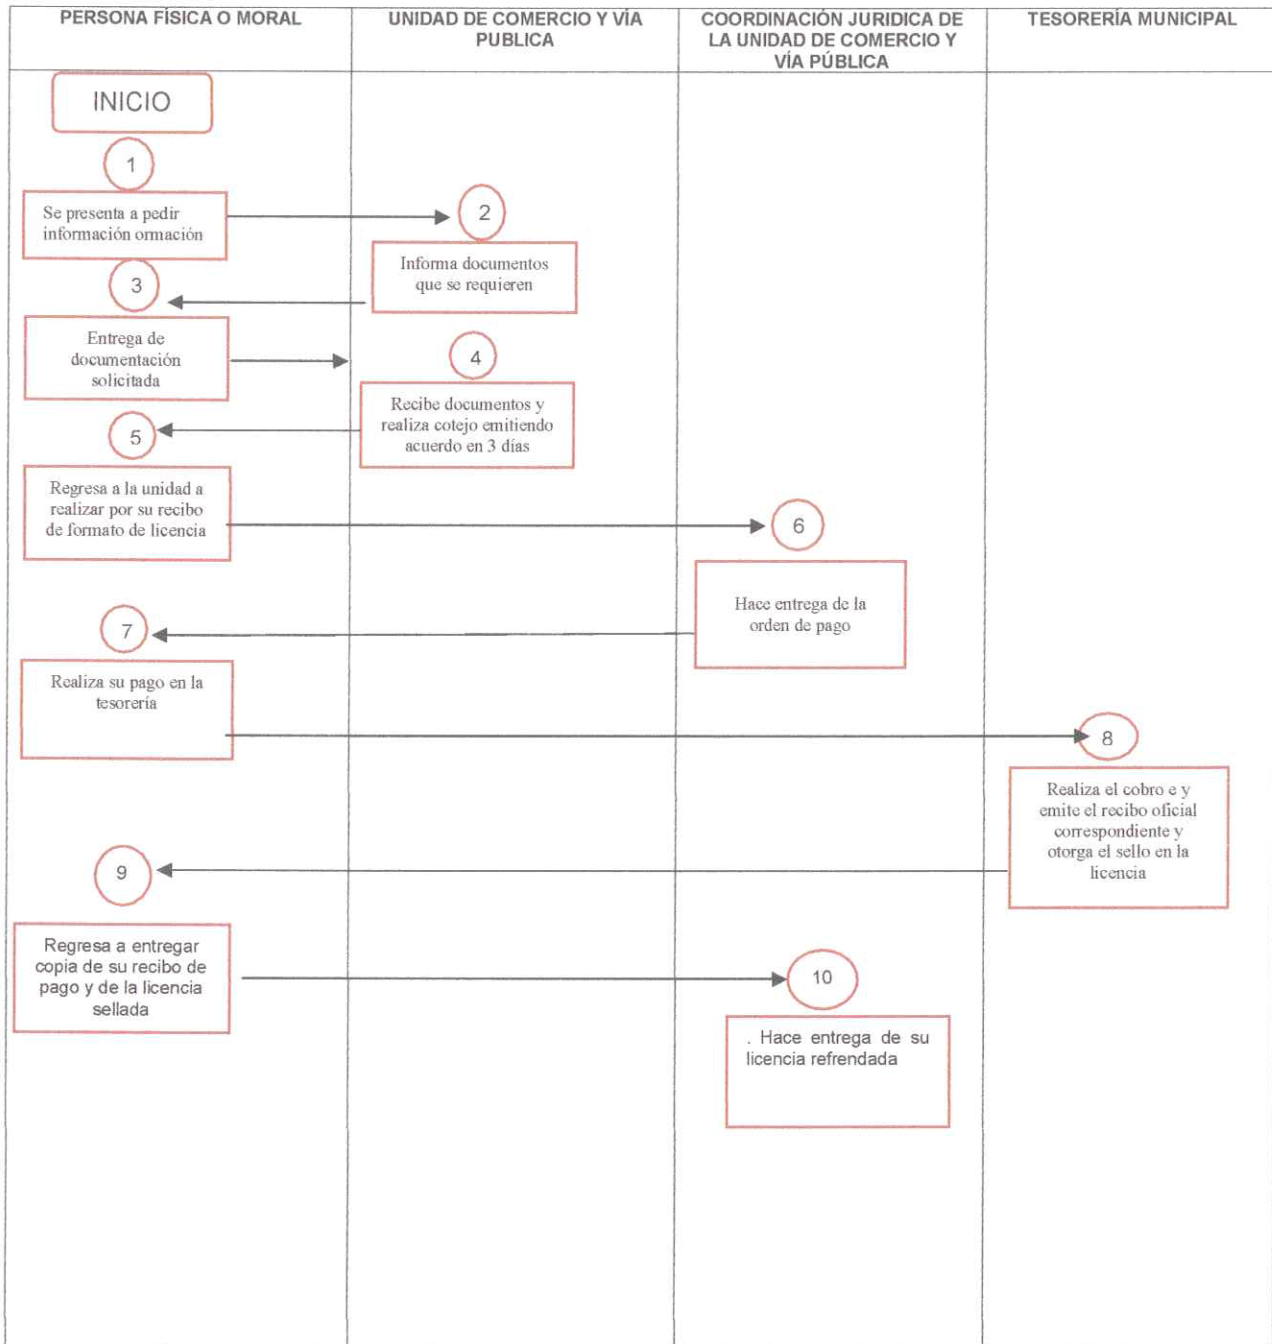 PERSONA FÍSICA O MORAL
UNIDAD DE COMERCIO Y VÍA
PUBLICA
COORDINACIÓN JURIDICA DE
LA UNIDAD DE COMERCIO Y
VÍA PÚBLICA
TESORERÍA MUNICIPAL
INICIO
1
Se presenta a pedir
información ormación
2
Informa documentos
que se requieren
3
Entrega de
documentación
solicitada
4
Recibe documentos y
realiza cotejo emitiendo
acuerdo en 3 días
5
Regresa a la unidad a
realizar por su recibo
de formato de licencia
6
Hace entrega de la
orden de pago
7
Realiza su pago en la
tesorería
8
Realiza el cobro e y
emite el recibo oficial
correspondiente y
otorga el sello en la
licencia
9
Regresa a entregar
copia de su recibo de
pago y de la licencia
sellada
10
. Hace entrega de su
licencia refrendada